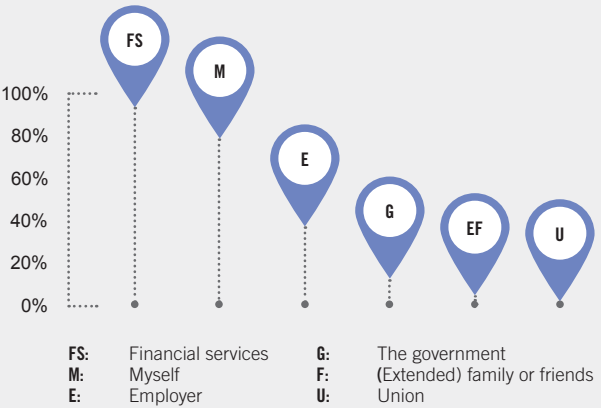 FS
M
100%
80%
E
60%
G
40%
EF
U
20%
0%
FS: Financial services
M: Myself
E: Employer
G: The government
F: (Extended) family or friends
U: Union